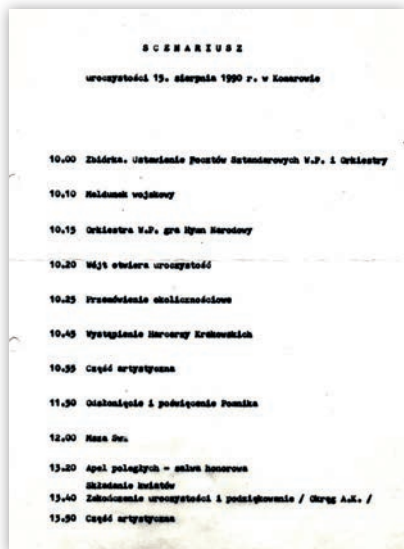 SCENARIUSZ
uroczystości 15. sierpnia 1990 r. w Komarowie
10.00 Zbiórka. Ustawienie Pocztów Sztandarowych W.P. i Orkiestry
10.10 Meldunek wojskowy
10.15 Orkiestra W.P. gra Hymn Narodowy
10.20 Wójt otwiera uroczystość
10.25 Przemówienie okolicznościowe
10.45 Wystąpienie Harcerzy Krakowskich
10.55 Część artystyczna
11.50 Odsłonięcie i poświęcenie Pomnika
12.00 Msza Św.
13.20 Apel poległych - salwa honorowa
Składanie kwiatów
13.40 Zakończenie uroczystości i podziękowanie / Okręg A.K. /
13.50 Część artystyczna